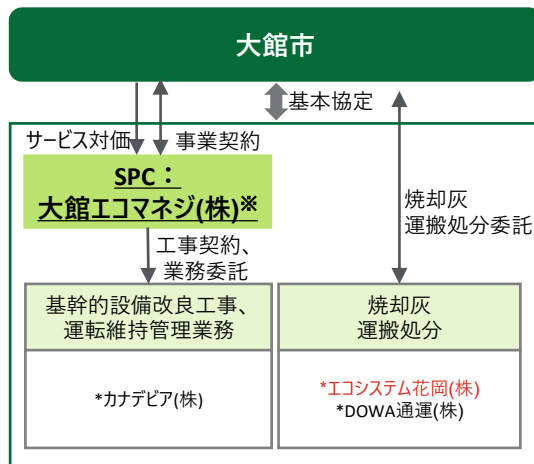 大館市
基本協定
サービス対価
事業契約
SPC：
大館エコマネジ(株)※
焼却灰
運搬処分委託
工事契約、
業務委託
基幹的設備改良工事、
運転維持管理業務
焼却灰
運搬処分
*カナデビア(株)
*エコシステム花岡(株)
*DOWA通運(株)